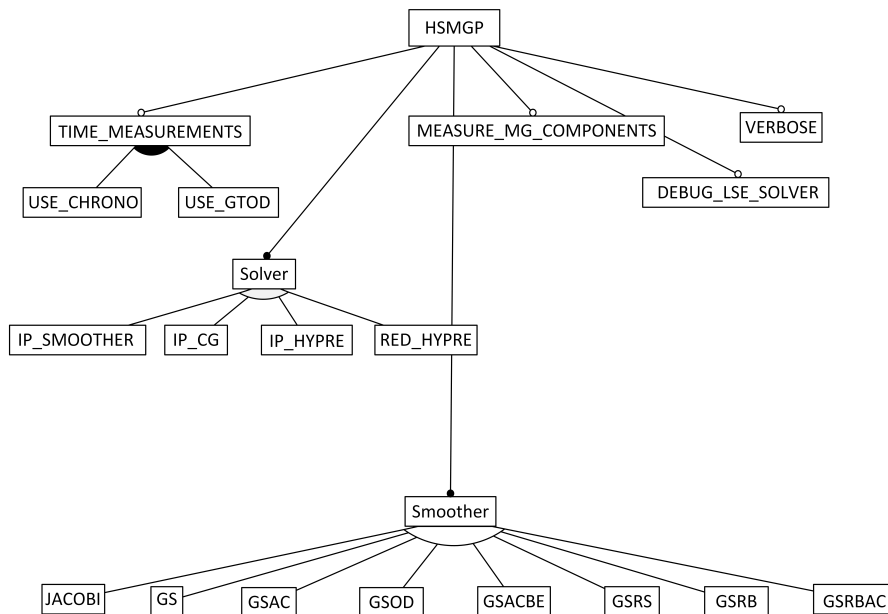 HSMGP
TIME_MEASUREMENTS
MEASURE_MG_COMPONENTS
VERBOSE
USE_CHRONO
USE_GTOD
DEBUG_LSE_SOLVER
Solver
IP_SMOOTHER
IP_CG
IP_HYPRE
RED_HYPRE
Smoother
JACOBI
GS
GSAC
GSOD
GSACBE
GSRS
GSRB
GSRBAC